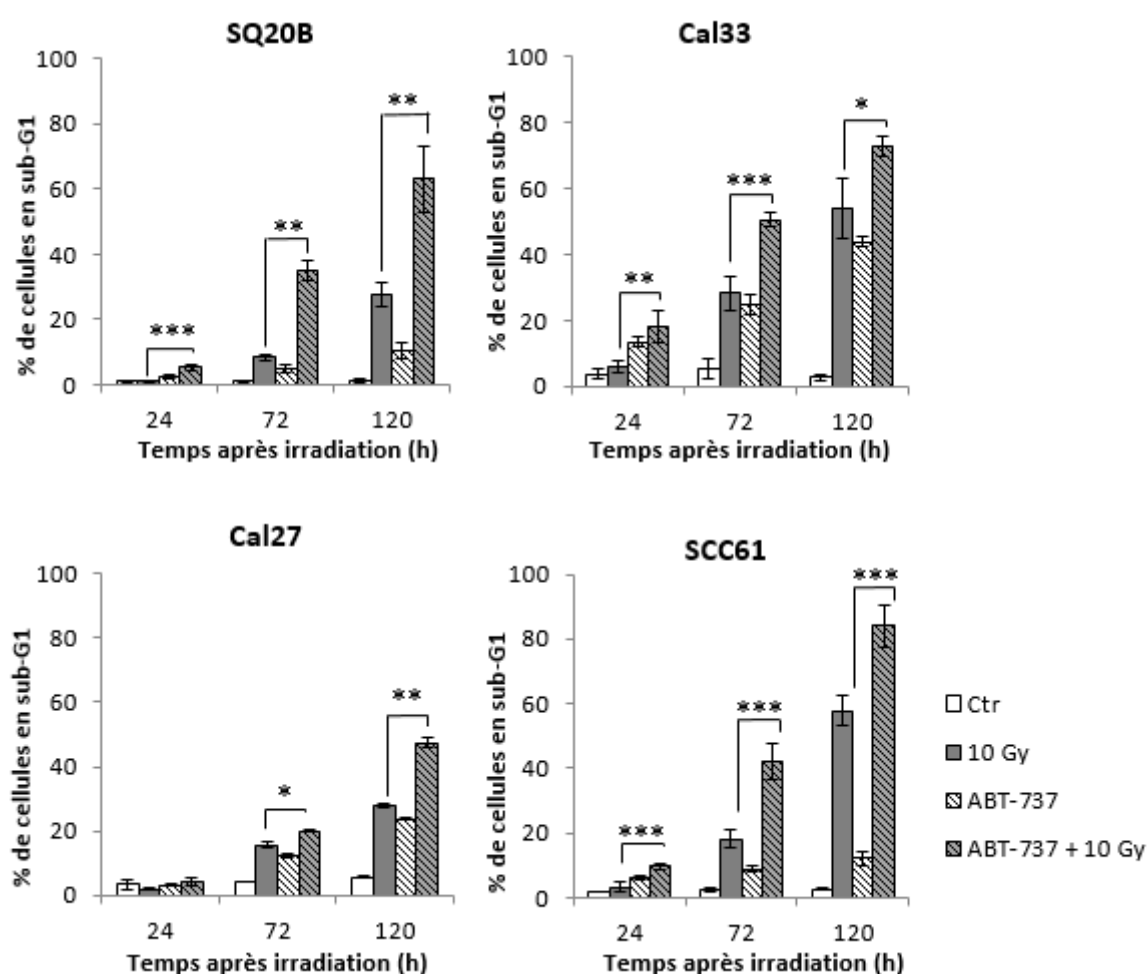 SQ20B
% de cellules en sub-G1
100
80
60
40
20
0
***
**
**
24 72 120
Temps après irradiation (h)
Cal33
% de cellules en sub-G1
100
80
60
40
20
0
**
***
*
24 72 120
Temps après irradiation (h)
Cal27
% de cellules en sub-G1
100
80
60
40
20
0
*
**
24 72 120
Temps après irradiation (h)
SCC61
% de cellules en sub-G1
100
80
60
40
20
0
***
***
***
24 72 120
Temps après irradiation (h)
Ctr
10 Gy
ABT-737
ABT-737 + 10 Gy